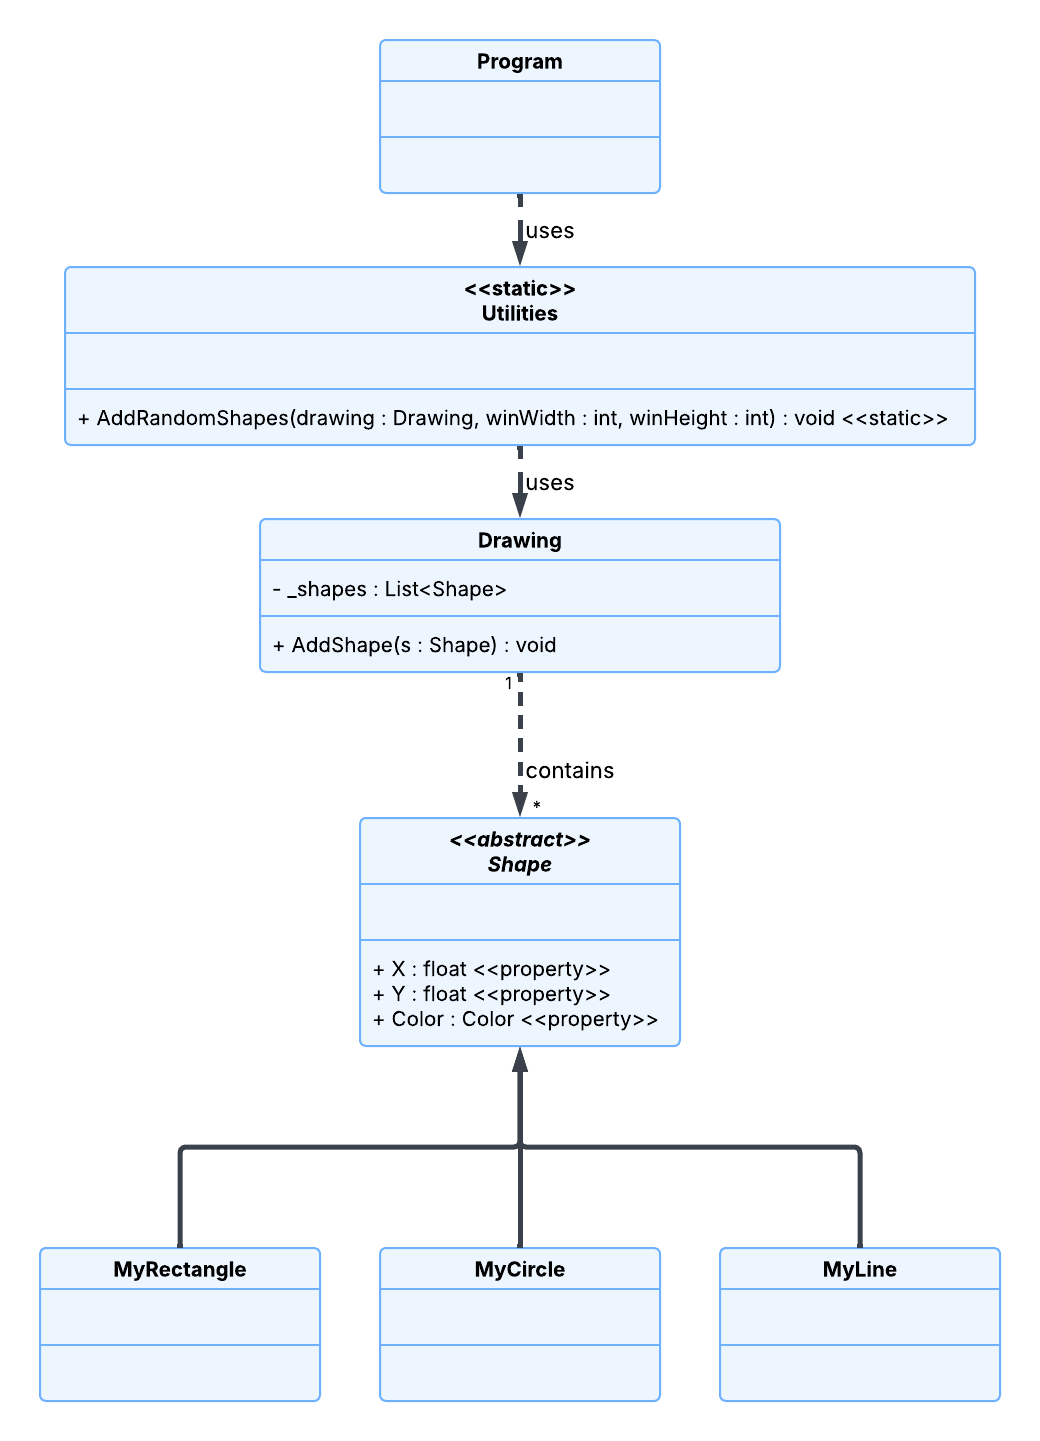 Program
uses
<<static>>
Utilities
+ AddRandomShapes(drawing : Drawing, winWidth : int, winHeight : int) : void <<static>>
uses
Drawing
- _shapes : List<Shape>
+ AddShape(s : Shape) : void
1
contains
*
<<abstract>>
Shape
+ X : float <<property>>
+ Y : float <<property>>
+ Color : Color <<property>>
MyRectangle
MyCircle
MyLine